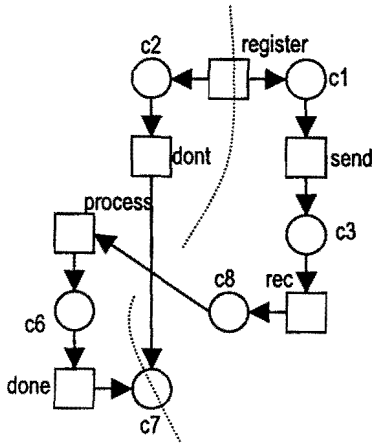 register
c2
c1
dont
send
process
c3
c8
rec
c6
done
c7